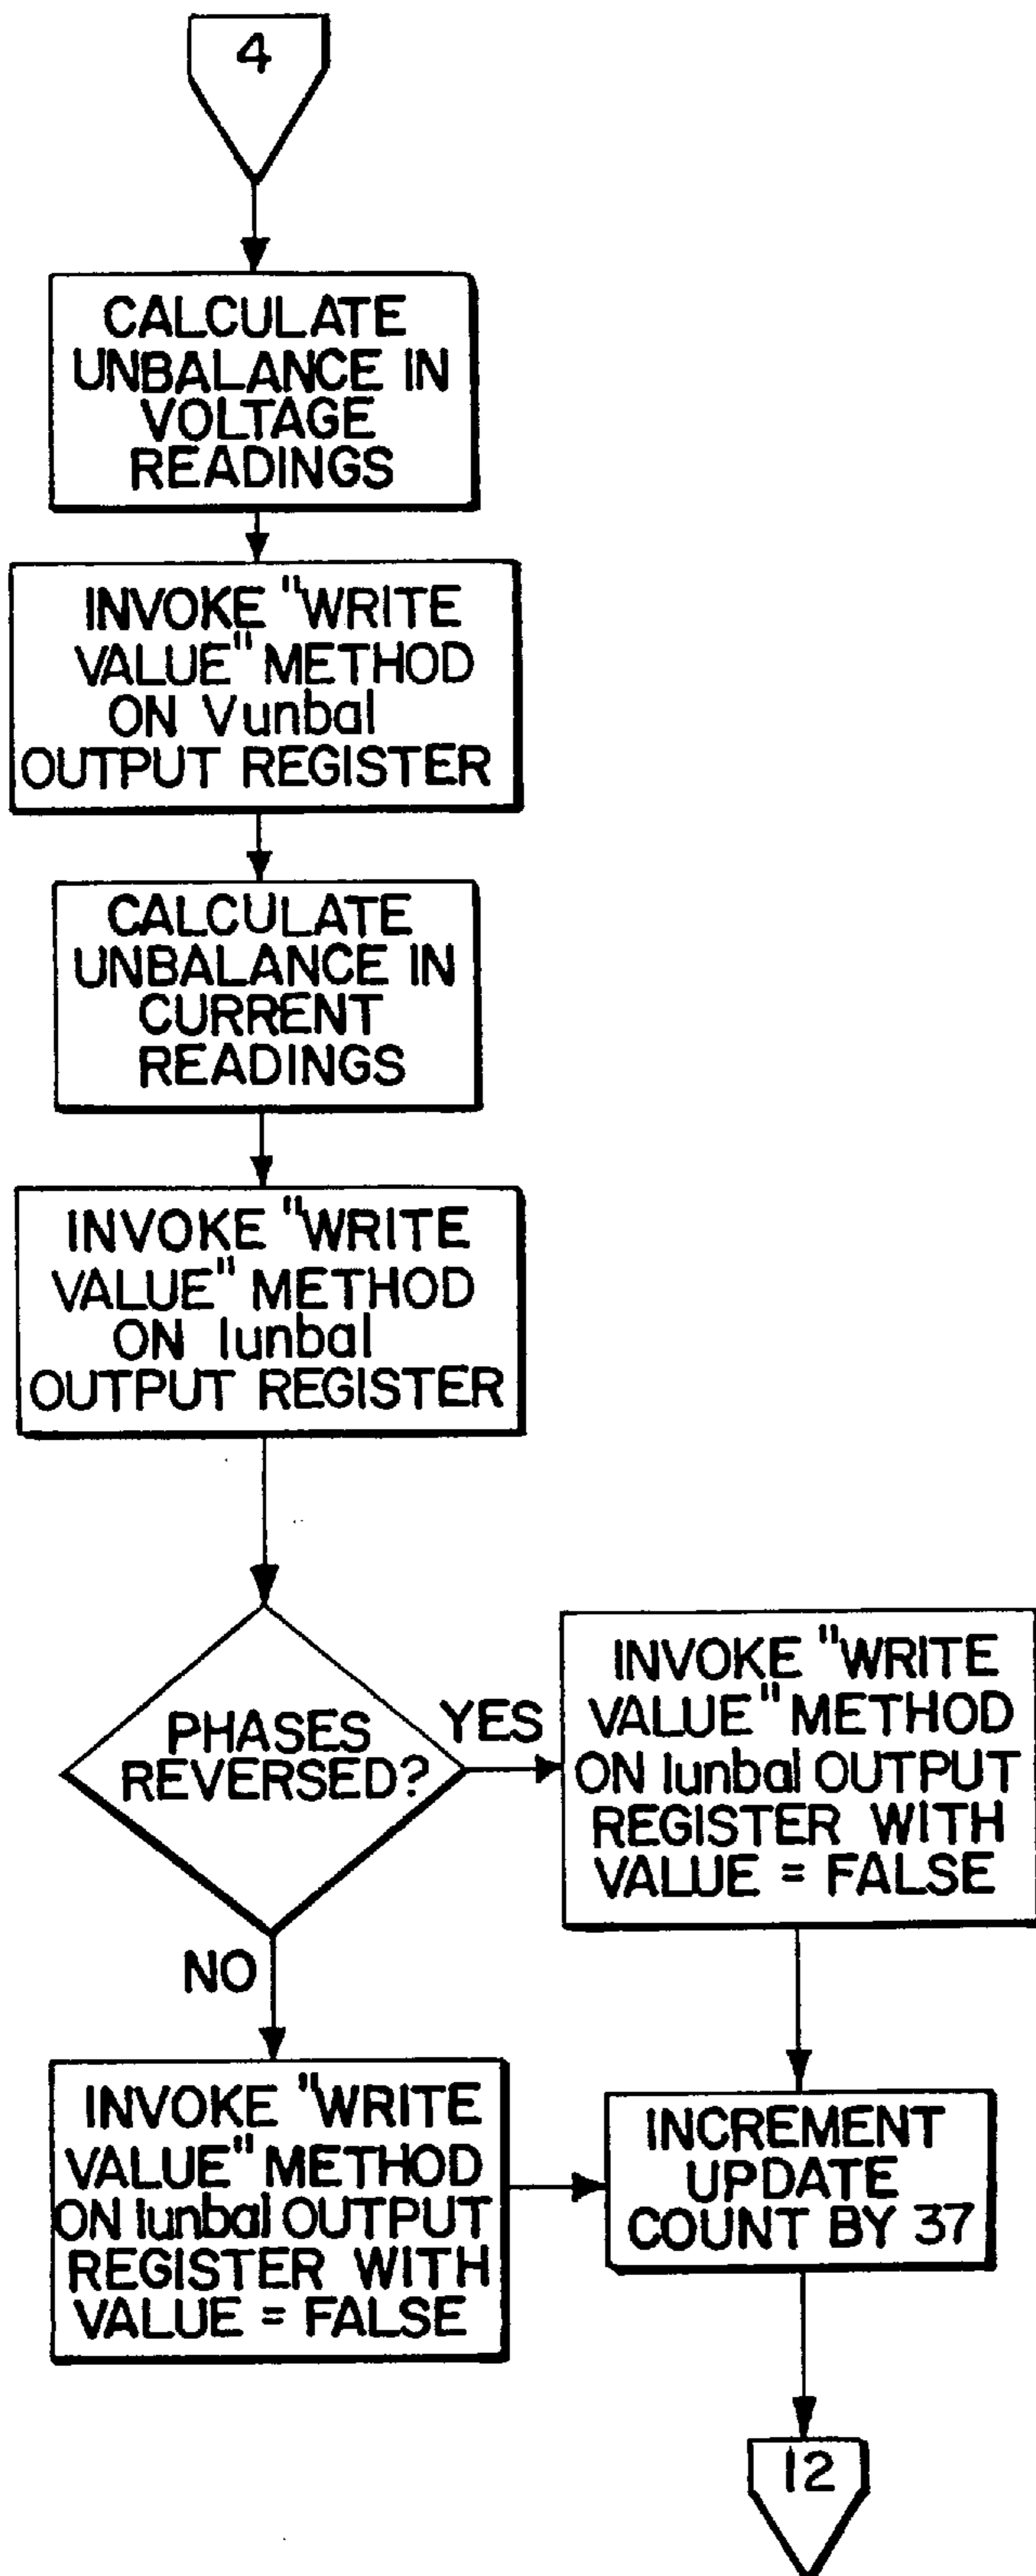 4
CALCULATE
UNBALANCE IN
VOLTAGE
READINGS
INVOKE "WRITE
VALUE" METHOD
ON Vunbal
OUTPUT REGISTER
CALCULATE
UNBALANCE IN
CURRENT
READINGS
INVOKE "WRITE
VALUE" METHOD
ON Iunbal
OUTPUT REGISTER
PHASES
REVERSED?
YES
INVOKE "WRITE
VALUE" METHOD
ON Iunbal OUTPUT
REGISTER WITH
VALUE = FALSE
NO
INVOKE "WRITE
VALUE" METHOD
ON Iunbal OUTPUT
REGISTER WITH
VALUE = FALSE
INCREMENT
UPDATE
COUNT BY 37
12